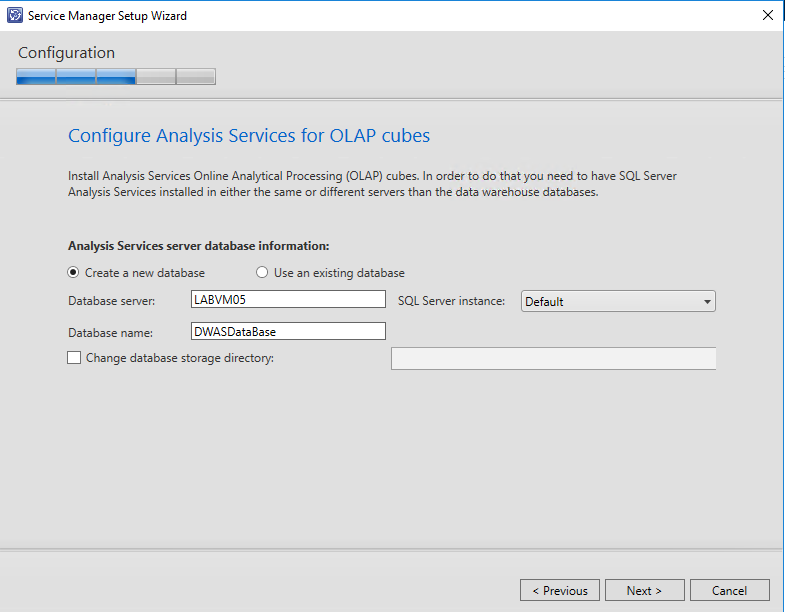 Service Manager Setup Wizard
Configuration
Configure Analysis Services for OLAP cubes
Install Analysis Services Online Analytical Processing (OLAP) cubes. In order to do that you need to have SQL Server
Analysis Services installed in either the same or different servers than the data warehouse databases.
Analysis Services server database information:
Create a new database Use an existing database
Database server: LABVM05 SQL Server instance: Default
Database name: DWASDataBase
Change database storage directory:
< Previous Next > Cancel